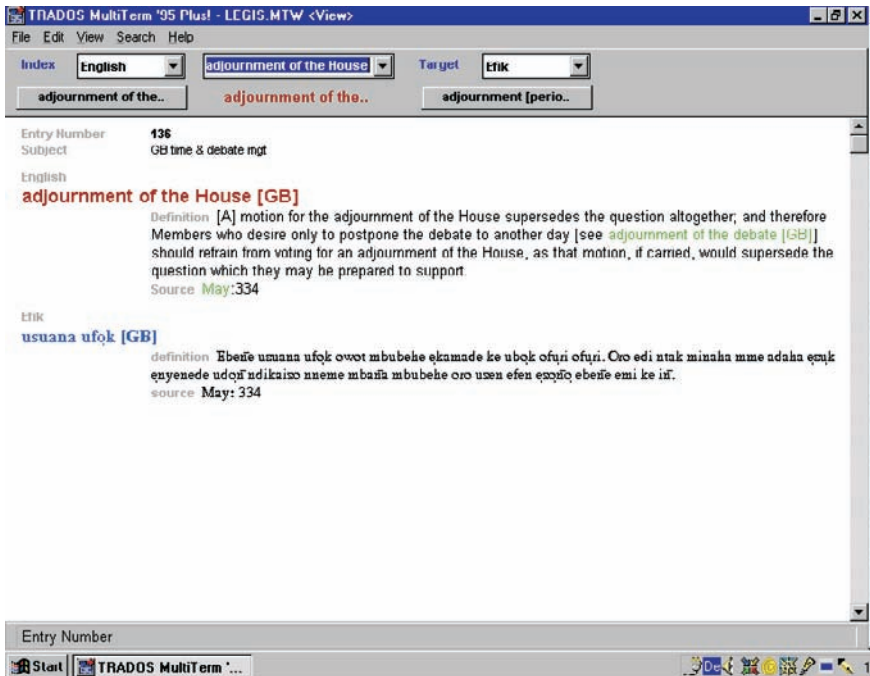 TRADOS MultiTerm '95 Plus! - LEGIS.MTW <View>
File Edit View Search Help
Index English adjournment of the House Target Efik
adjournment of the.. adjournment of the.. adjournment [perio..
Entry Number 136
Subject GB time & debate mgt
English
adjournment of the House [GB]
Definition [A] motion for the adjournment of the House supersedes the question altogether; and therefore
Members who desire only to postpone the debate to another day [see adjournment of the debate [GB]]
should refrain from voting for an adjournment of the House, as that motion, if carried, would supersede the
question which they may be prepared to support
Source May:334
Efik
usuana ufọk [GB]
definition Ebeñe usuana ufọk owot mbubehe ẹkamade ke ubọk ofụri ofụri. Oro edi ntak minaha mme adaha ẹsụk
ẹnyenede udọñ ndikaiso nneme mbaña mbubehe oro usen efen ẹsọñọ ebeñe emi ke iñ.
source May: 334
Entry Number
Start TRADOS MultiTerm '... De 1